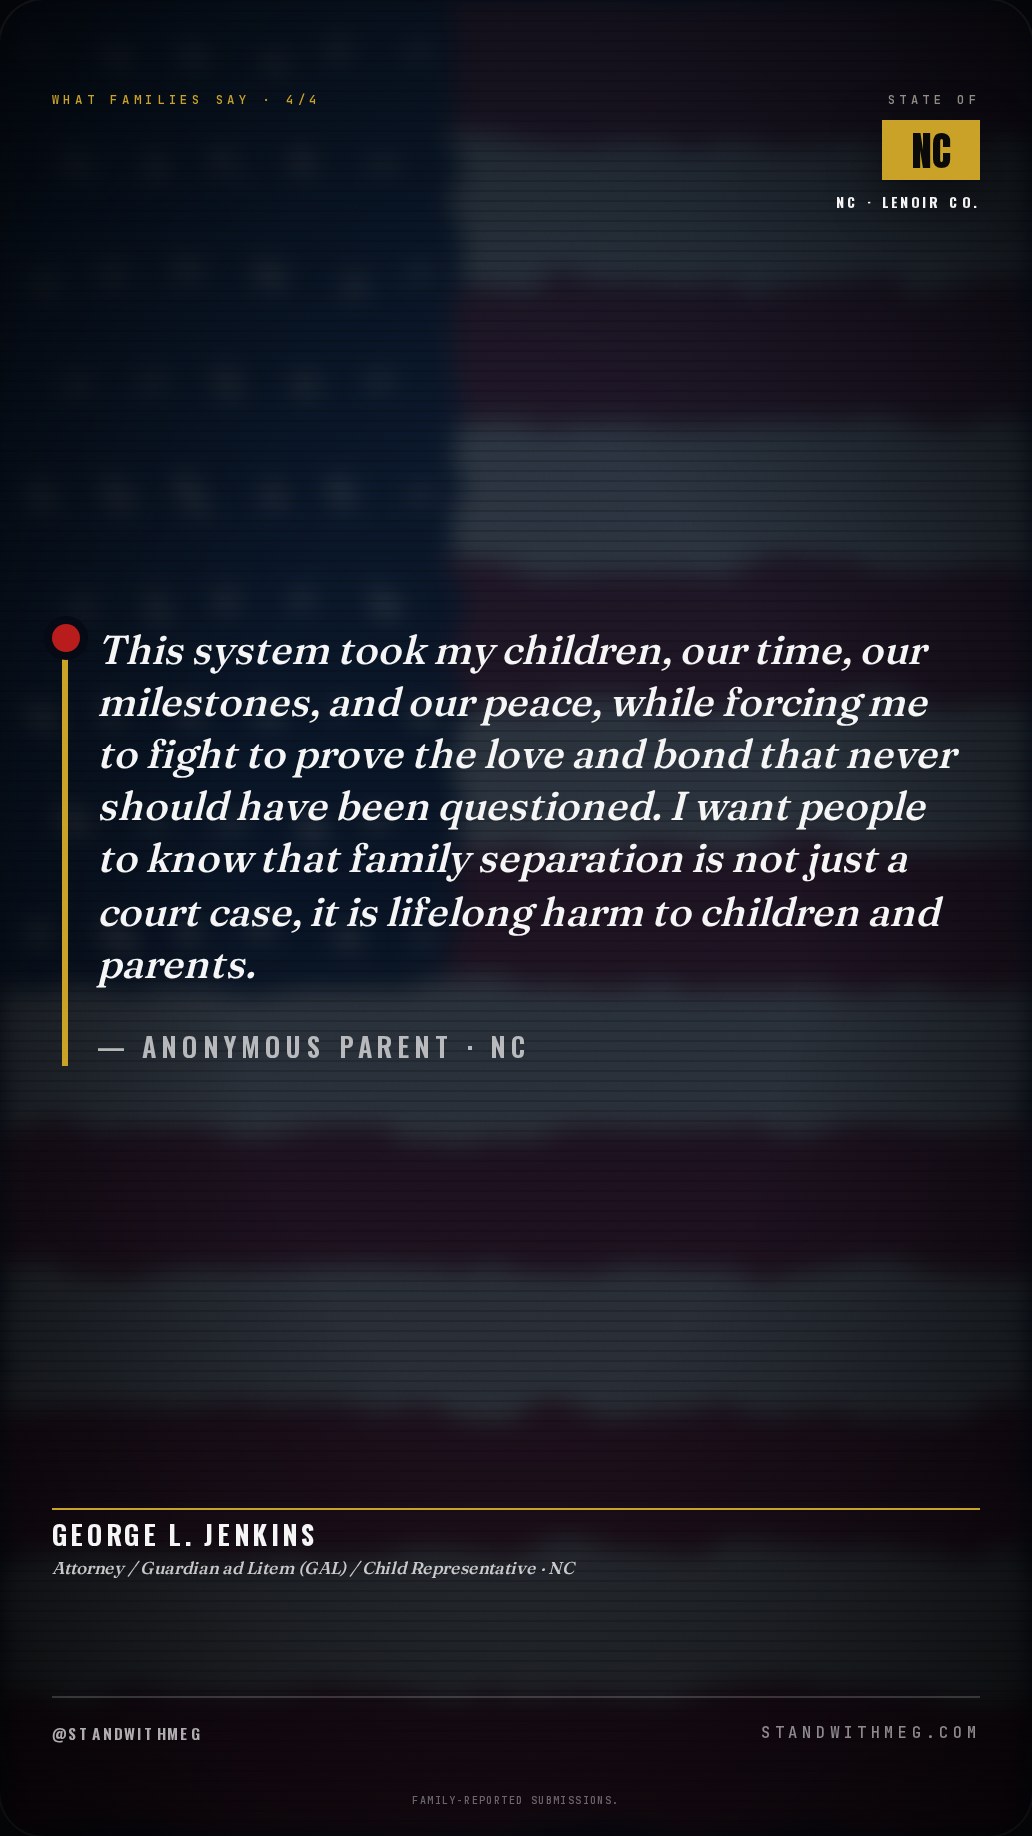 WHAT FAMILIES SAY · 4/4
STATE OF
NC
NC · LENOIR CO.
This system took my children, our time, our
milestones, and our peace, while forcing me
to fight to prove the love and bond that never
should have been questioned. I want people
to know that family separation is not just a
court case, it is lifelong harm to children and
parents.
— ANONYMOUS PARENT · NC
GEORGE L. JENKINS
Attorney / Guardian ad Litem (GAL) / Child Representative · NC
@STANDWITHMEG
STANDWITHMEG.COM
FAMILY-REPORTED SUBMISSIONS.